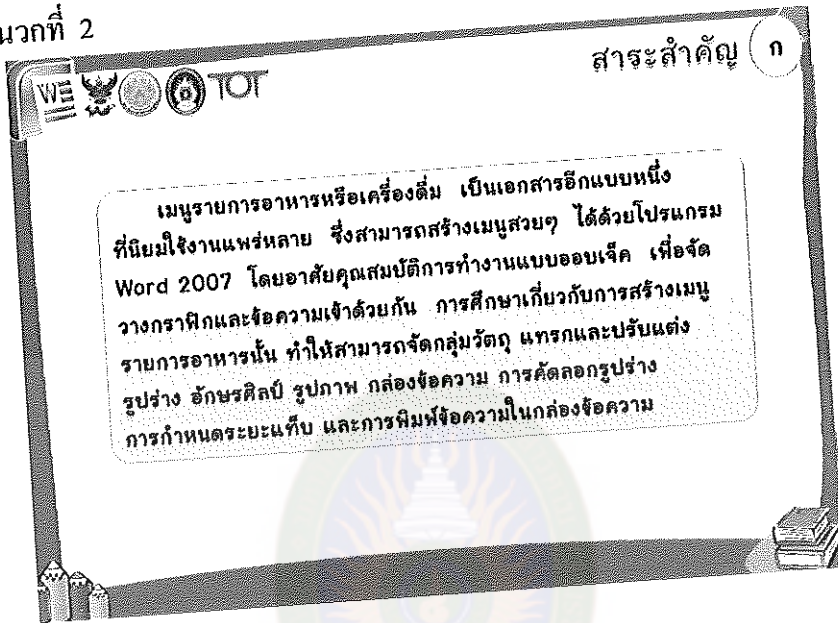 นวกที่ 2
สาระสำคัญ ก
TOT
เมนูรายการอาหารหรือเครื่องดื่ม เป็นเอกสารอีกแบบหนึ่ง
ที่นิยมใช้งานแพร่หลาย ซึ่งสามารถสร้างเมนูสวยๆ ได้ด้วยโปรแกรม
Word 2007 โดยอาศัยคุณสมบัติการทำงานแบบออบเจ็ค เพื่อจัด
วางกราฟิกและข้อความเข้าด้วยกัน การศึกษาเกี่ยวกับการสร้างเมนู
รายการอาหารนั้น ทำให้สามารถจัดกลุ่มวัตถุ แทรกและปรับแต่ง
รูปร่าง อักษรศิลป์ รูปภาพ กล่องข้อความ การคัดลอกรูปร่าง
การกำหนดระยะแท็บ และการพิมพ์ข้อความในกล่องข้อความ